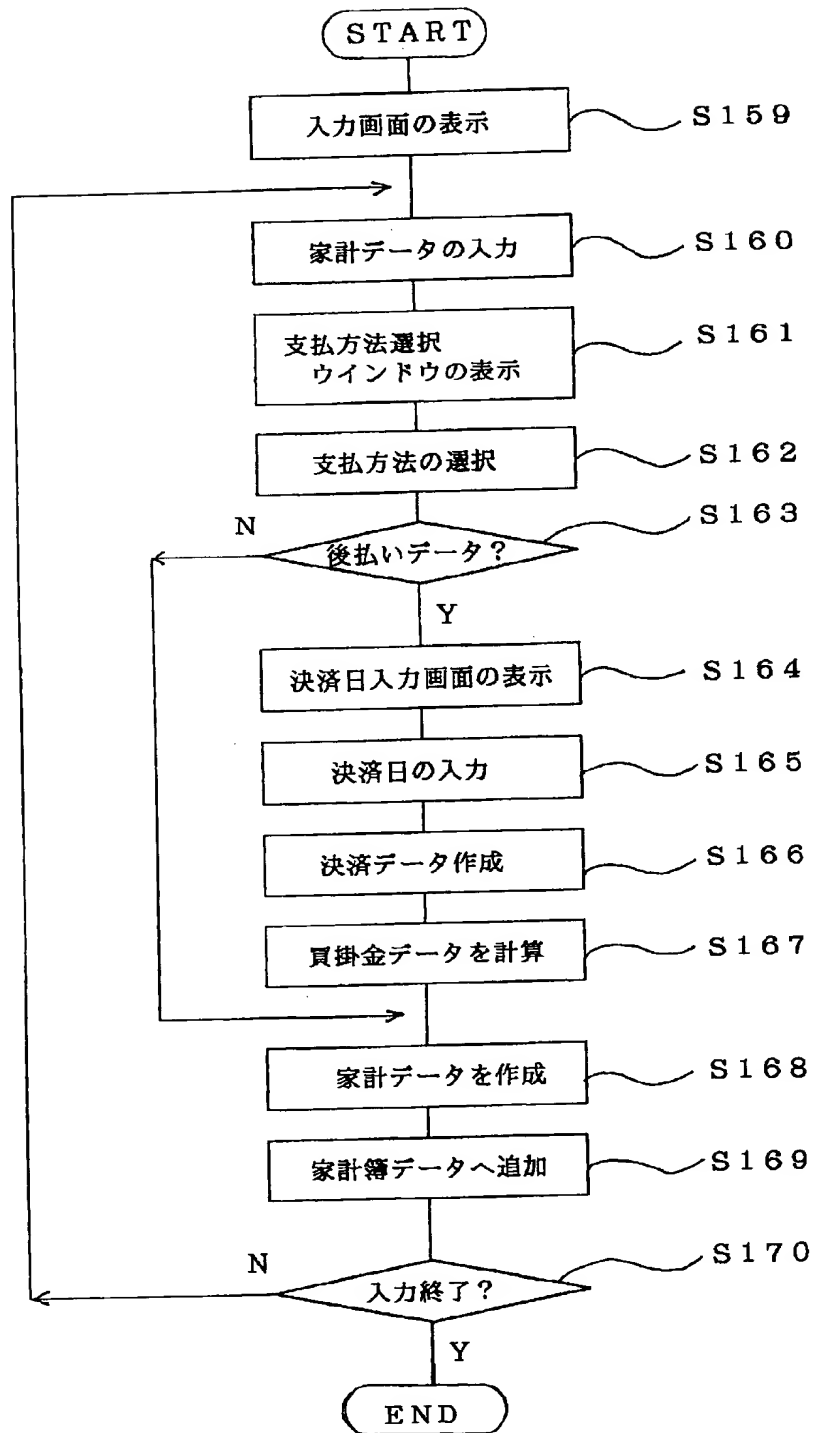 START
入力画面の表示
S159
家計データの入力
S160
支払方法選択
ウインドウの表示
S161
支払方法の選択
S162
後払いデータ?
S163
N
Y
決済日入力画面の表示
S164
決済日の入力
S165
決済データ作成
S166
買掛金データを計算
S167
家計データを作成
S168
家計簿データへ追加
S169
入力終了?
S170
N
Y
END